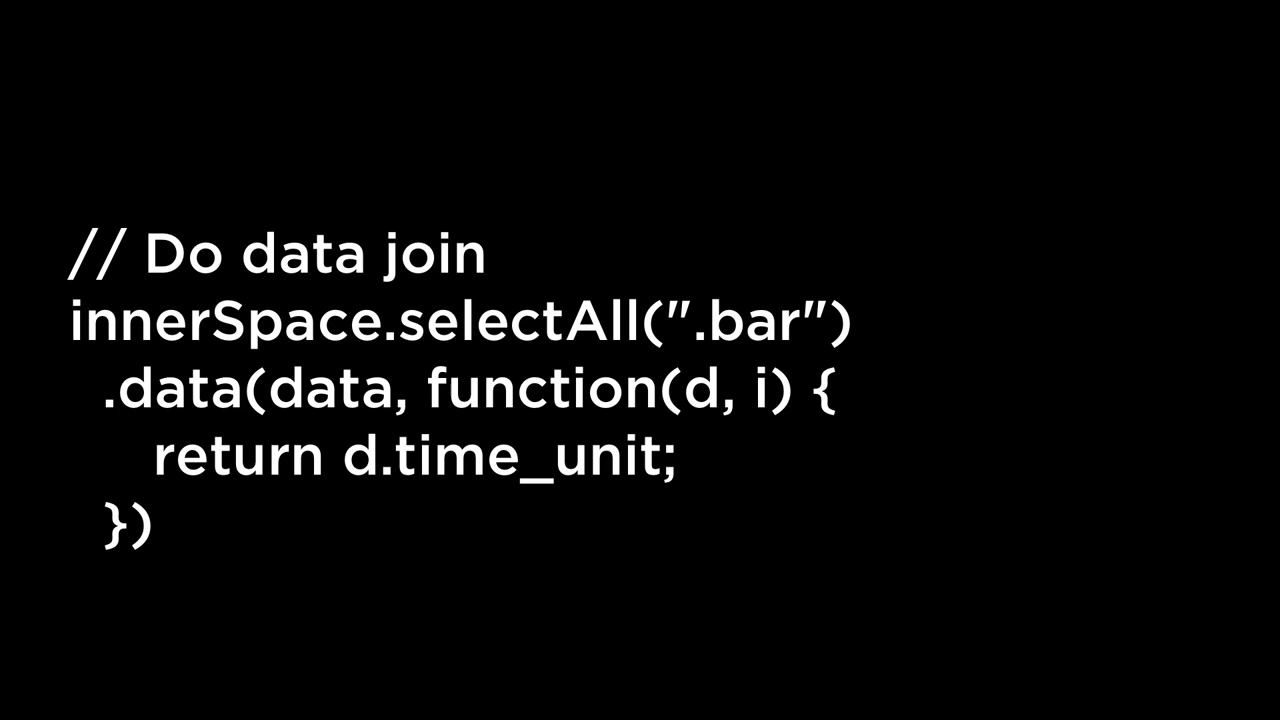 // Do data join
innerSpace.selectAll(".bar")
.data(data, function(d, i) {
return d.time_unit;
})